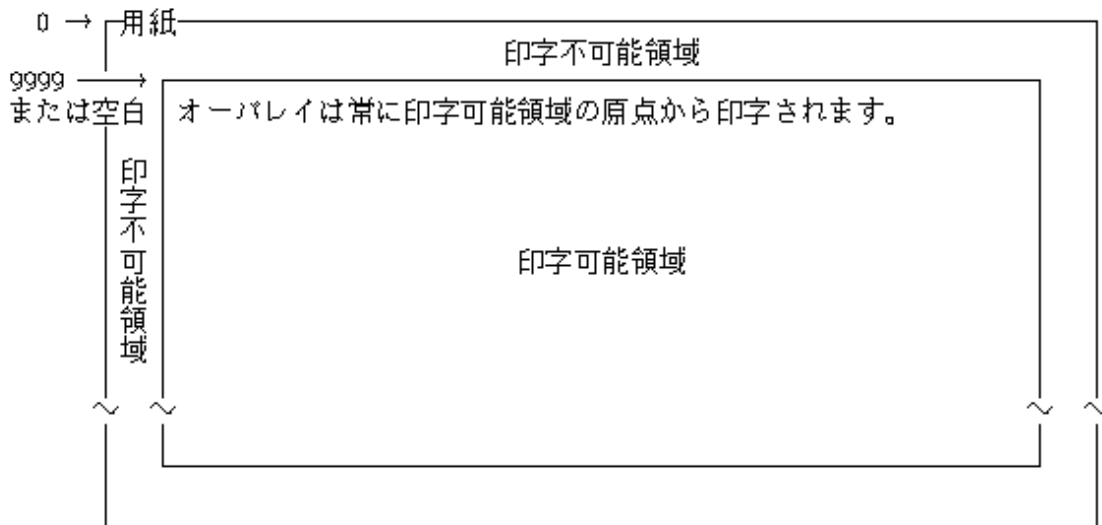 0 → 用紙
印字不可能領域
9999 →
または空白
オーバレイは常に印字可能領域の原点から印字されます。
印字不可能領域
印字可能領域